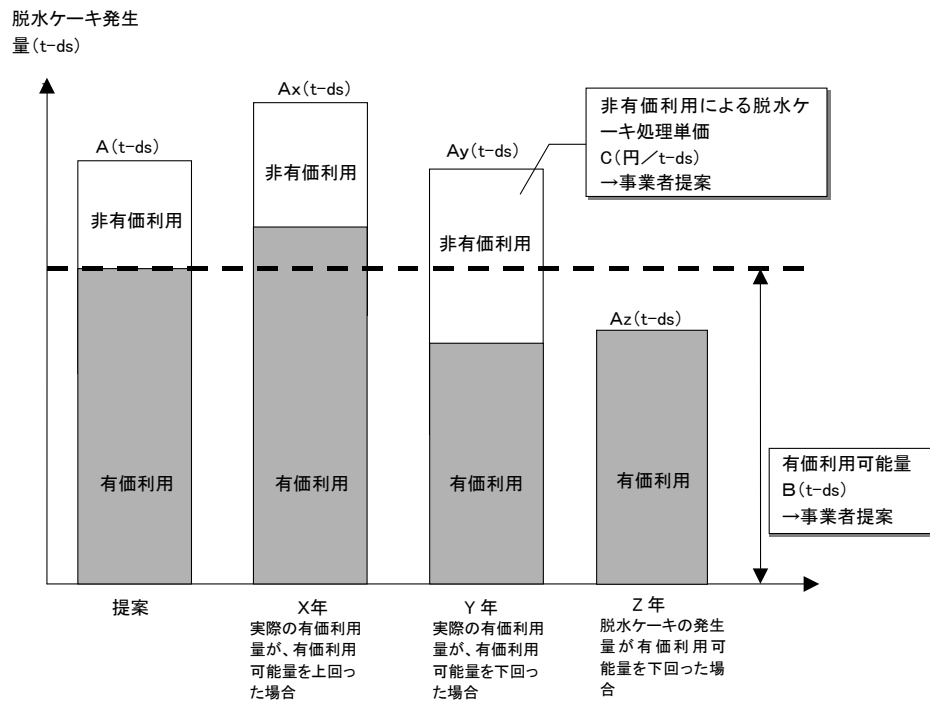 脱水ケーキ発生
量(t-ds)
A(t-ds)
非有価利用
有価利用
Ax(t-ds)
非有価利用
有価利用
Ay(t-ds)
非有価利用
有価利用
Az(t-ds)
有価利用
非有価利用による脱水ケ
ーキ処理単価
C(円/t-ds)
→事業者提案
有価利用可能量
B(t-ds)
→事業者提案
提案
X年
実際の有価利用
量が、有価利用
可能量を上回っ
た場合
Y 年
実際の有価利用
量が、有価利用
可能量を下回っ
た場合
Z 年
脱水ケーキの発生
量が有価利用可
能量を下回った場
合